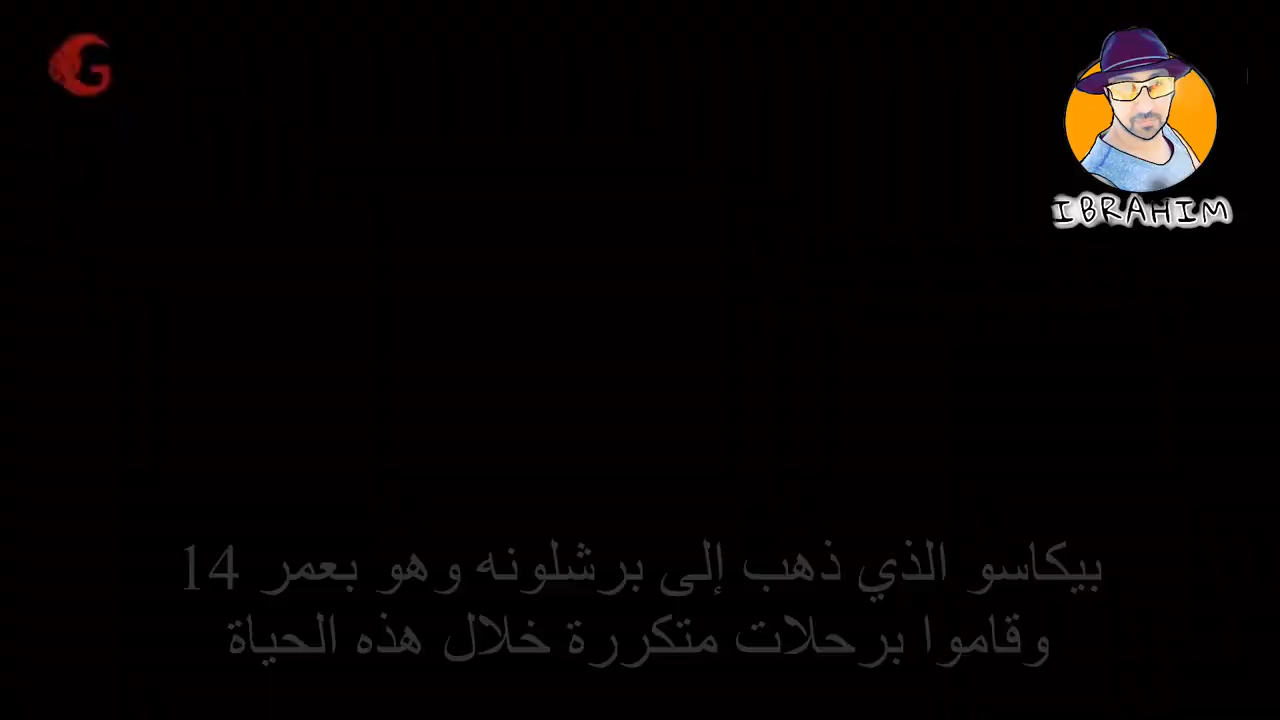 G
IBRAHIM
بيكاسو الذي ذهب إلى برشلونه وهو بعمر 14
وقاموا برحلات متكررة خلال هذه الحياة